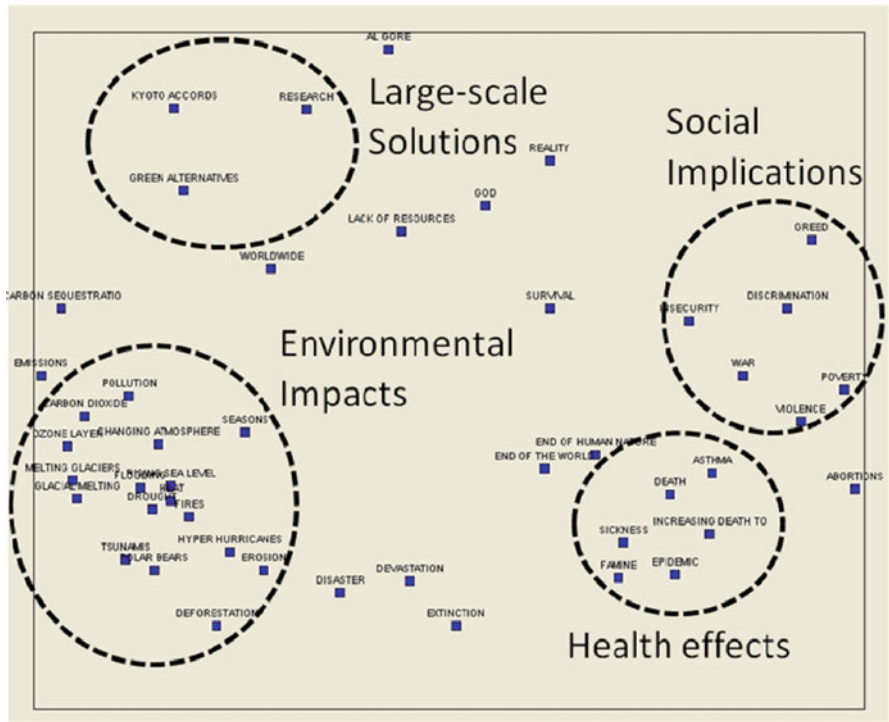 AL GORE
KYOTO ACCORDS
RESEARCH
GREEN ALTERNATIVES
Large-scale
Solutions
Social
Implications
REALITY
GOD
LACK OF RESOURCES
WORLDWIDE
GREED
CARBON SEQUESTRATIO
SURVIVAL
DISCRIMINATION
INSECURITY
WAR
POVERTY
VIOLENCE
Environmental
Impacts
EMISSIONS
POLLUTION
CARBON DIOXIDE
SEASONS
OZONE LAYER
CHANGING ATMOSPHERE
MELTING GLACIERS
RISING SEA LEVEL
FLOODING
GLACIAL MELTING
HEAT
DROUGHT
FIRES
HYPER HURRICANES
TSUNAMIS
POLAR BEARS
EROSION
DEFORESTATION
DISASTER
DEVASTATION
EXTINCTION
END OF HUMAN NATURE
END OF THE WORLD
ASTHMA
DEATH
ABORTIONS
SICKNESS
INCREASING DEATH TO
FAMINE
EPIDEMIC
Health effects